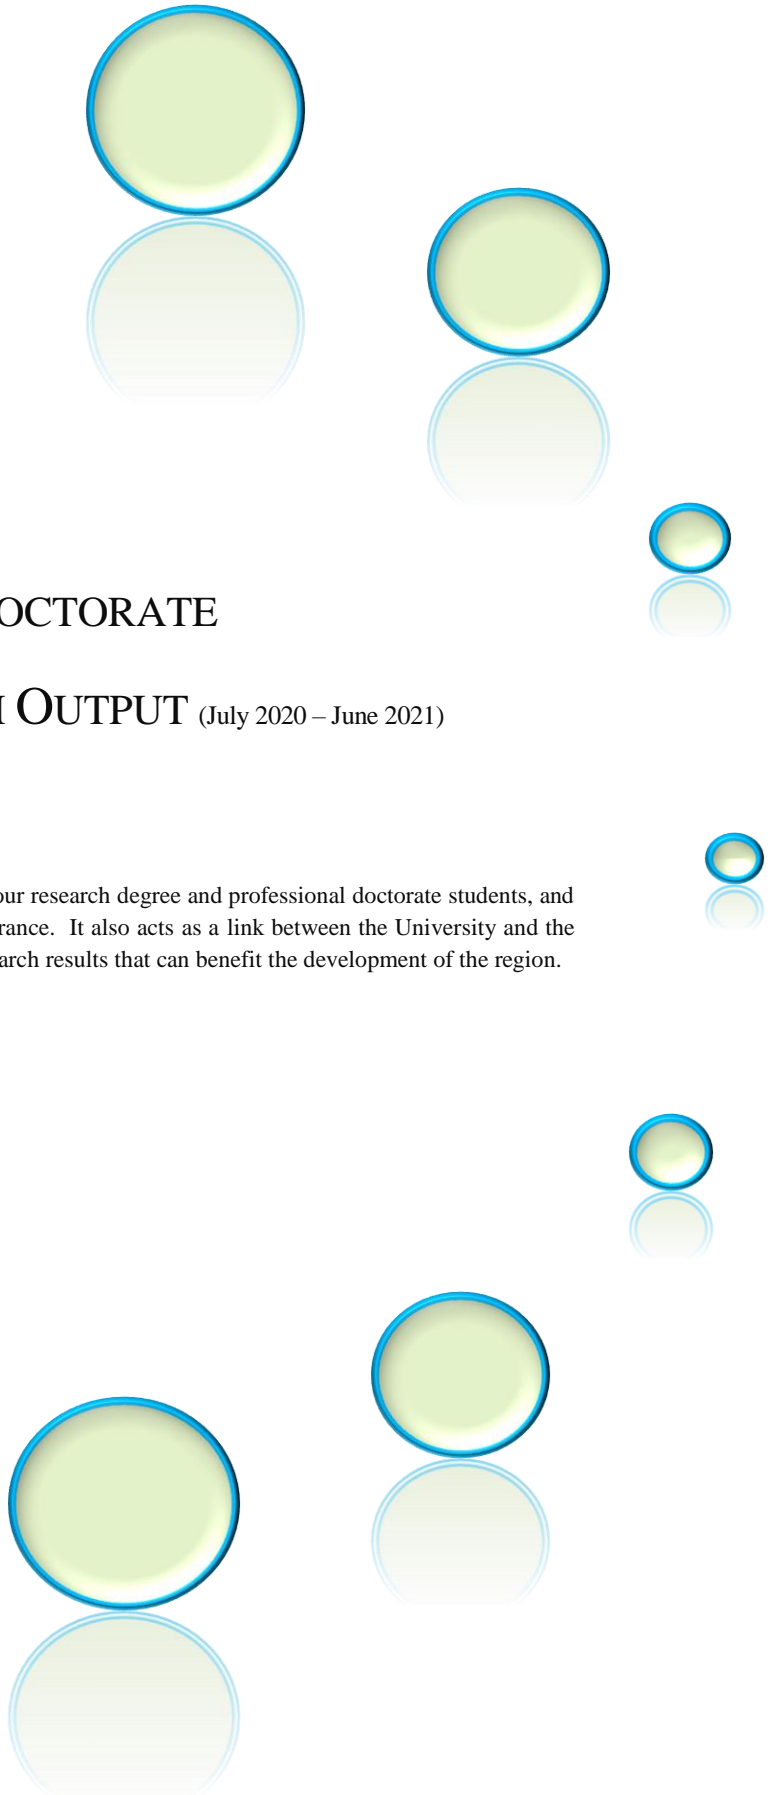 OCTORATE
OUTPUT (July 2020 – June 2021)
our research degree and professional doctorate students, and
rance. It also acts as a link between the University and the
arch results that can benefit the development of the region.